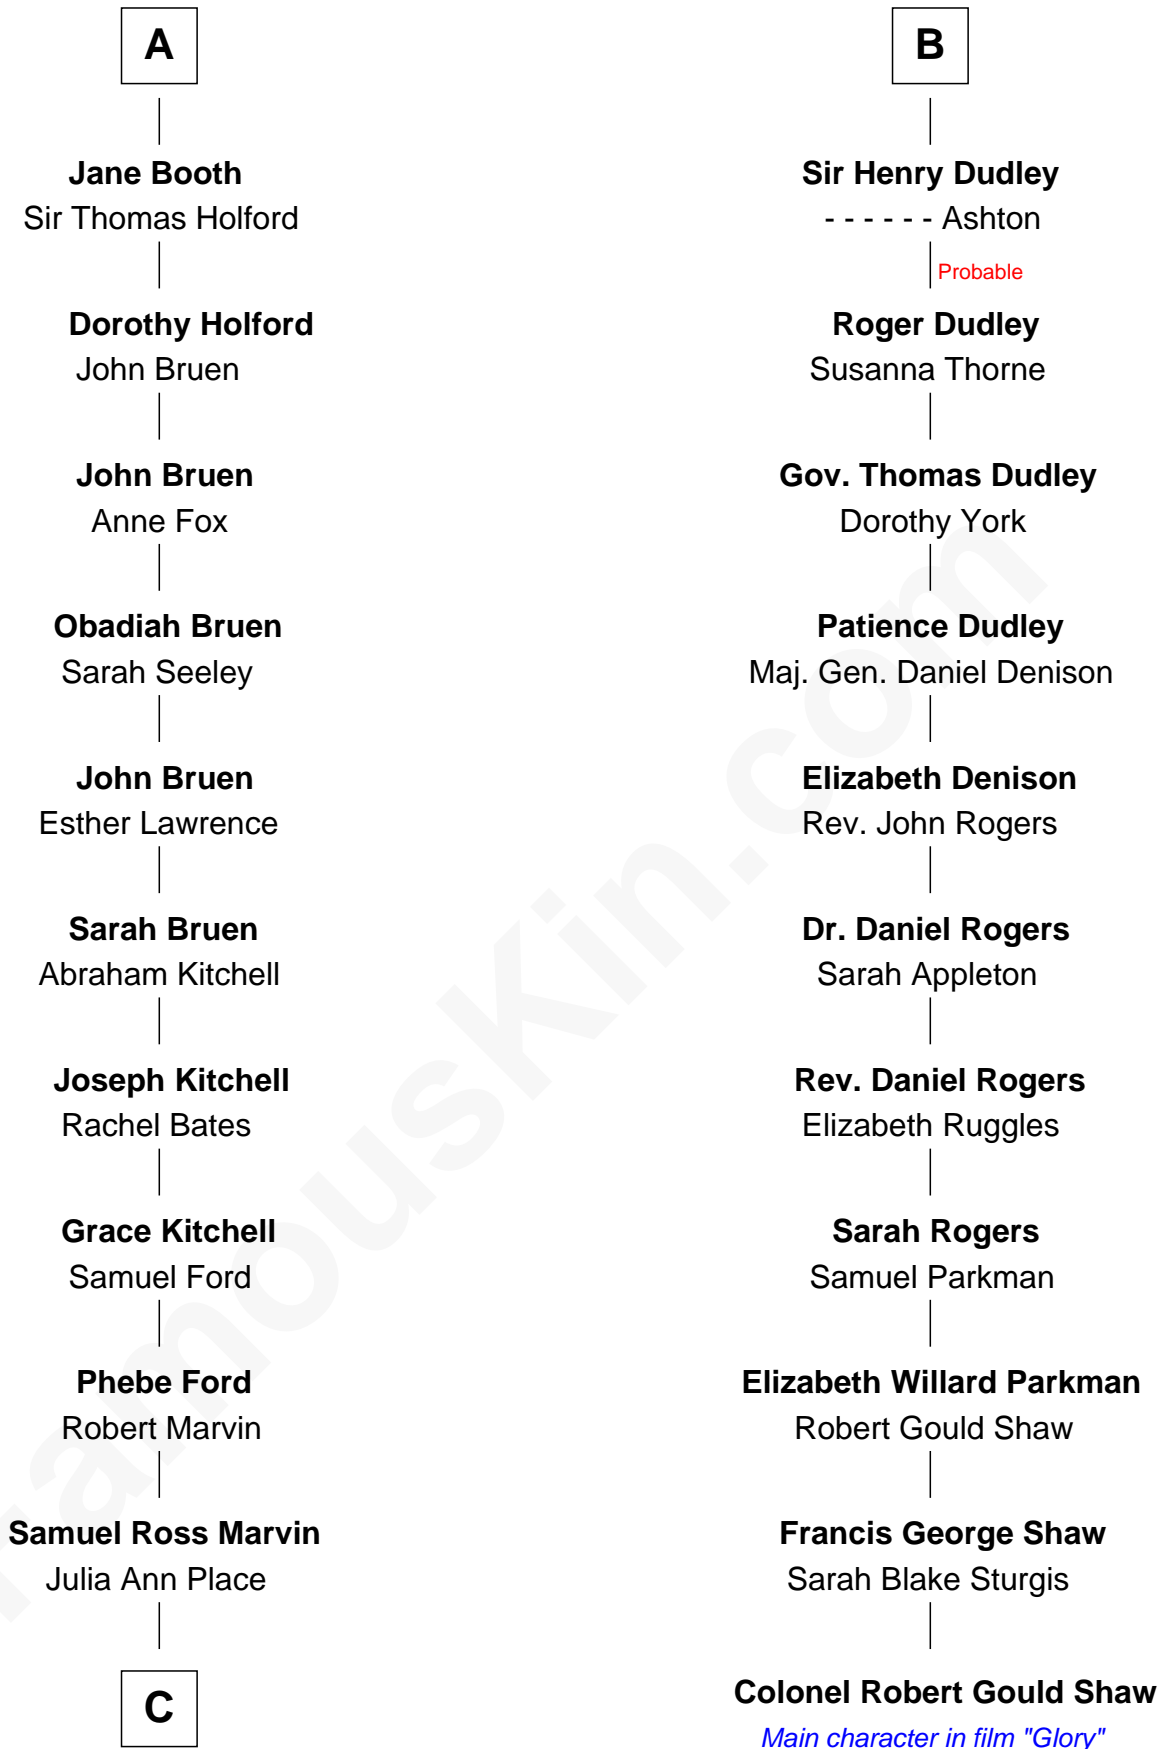 A
Jane Booth
Sir Thomas Holford
Dorothy Holford
John Bruen
John Bruen
Anne Fox
Obadiah Bruen
Sarah Seeley
John Bruen
Esther Lawrence
Sarah Bruen
Abraham Kitchell
Joseph Kitchell
Rachel Bates
Grace Kitchell
Samuel Ford
Phebe Ford
Robert Marvin
Samuel Ross Marvin
Julia Ann Place
C
B
Sir Henry Dudley
- - - - - - Ashton
Probable
Roger Dudley
Susanna Thorne
Gov. Thomas Dudley
Dorothy York
Patience Dudley
Maj. Gen. Daniel Denison
Elizabeth Denison
Rev. John Rogers
Dr. Daniel Rogers
Sarah Appleton
Rev. Daniel Rogers
Elizabeth Ruggles
Sarah Rogers
Samuel Parkman
Elizabeth Willard Parkman
Robert Gould Shaw
Francis George Shaw
Sarah Blake Sturgis
Colonel Robert Gould Shaw
Main character in film "Glory"
FamousKin.com